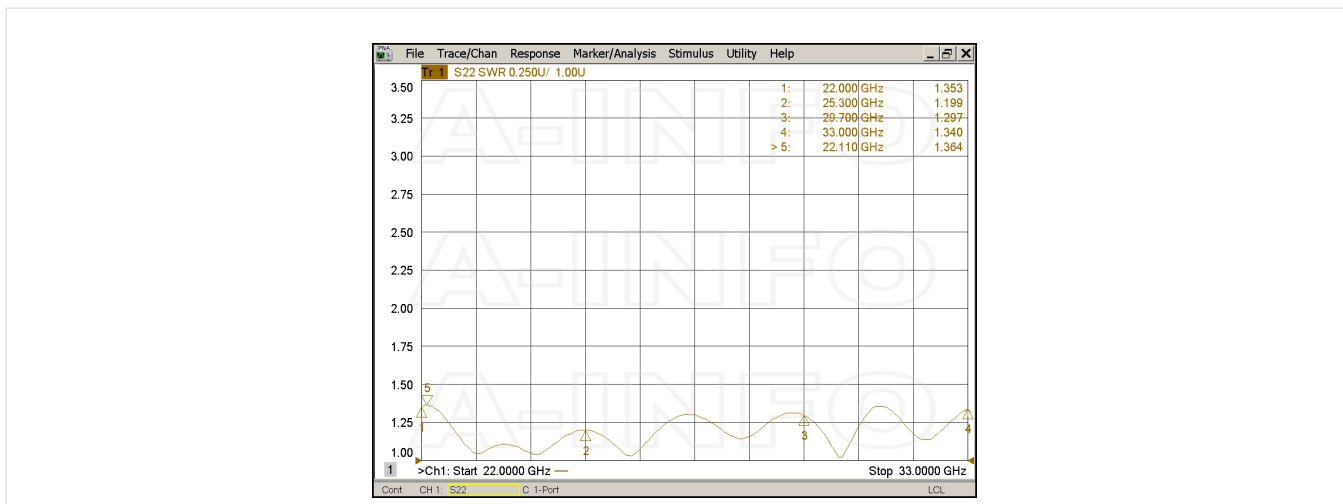 PNA File Trace/Chan Response Marker/Analysis Stimulus Utility Help
Tr 1 S22 SWR 0.250U/ 1.00U
3.50
3.25
3.00
2.75
2.50
2.25
2.00
1.75
1.50
1.25
1.00
1: 22.000 GHz 1.353
2: 25.300 GHz 1.199
3: 29.700 GHz 1.297
4: 33.000 GHz 1.340
> 5: 22.110 GHz 1.364
A-INFO
A-INFO
A-INFO
5
1
2
3
4
1 >Ch1: Start 22.0000 GHz Stop 33.0000 GHz
Cont. CH 1: S22 C 1-Port LCL